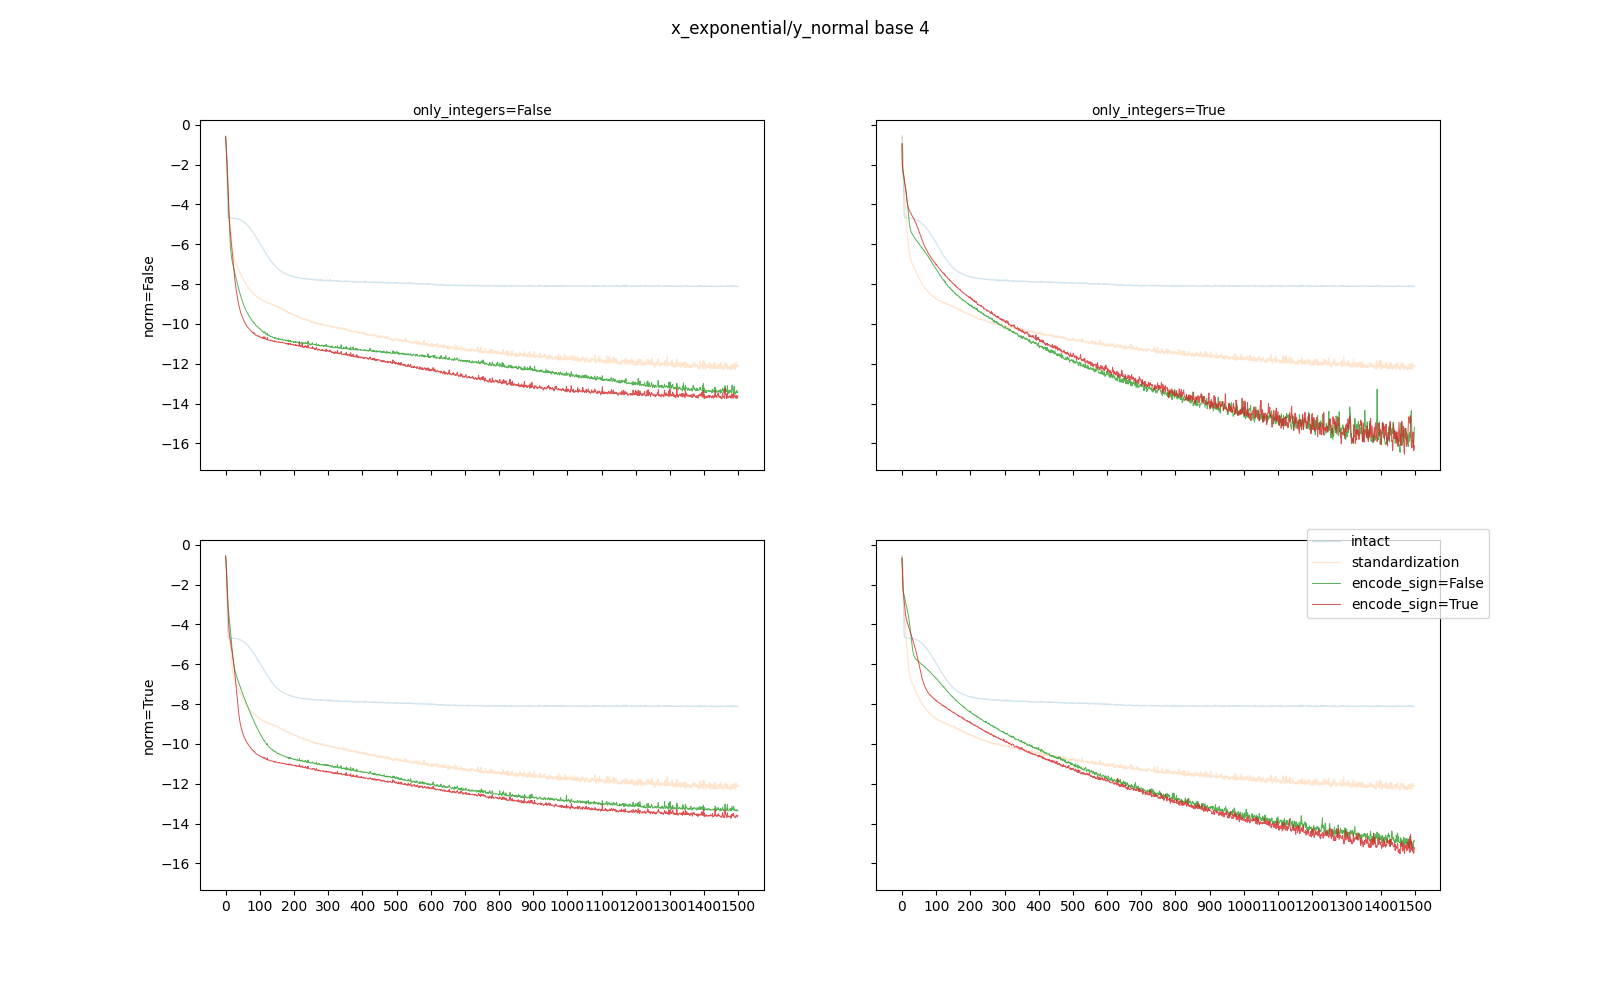 x_exponential/y_normal base 4
only_integers=False
only_integers=True
norm=False
0
−2
−4
−6
−8
−10
−12
−14
−16
norm=True
0
−2
−4
−6
−8
−10
−12
−14
−16
intact
standardization
encode_sign=False
encode_sign=True
0 100 200 300 400 500 600 700 800 900 1000 1100 1200 1300 1400 1500
0 100 200 300 400 500 600 700 800 900 1000 1100 1200 1300 1400 1500